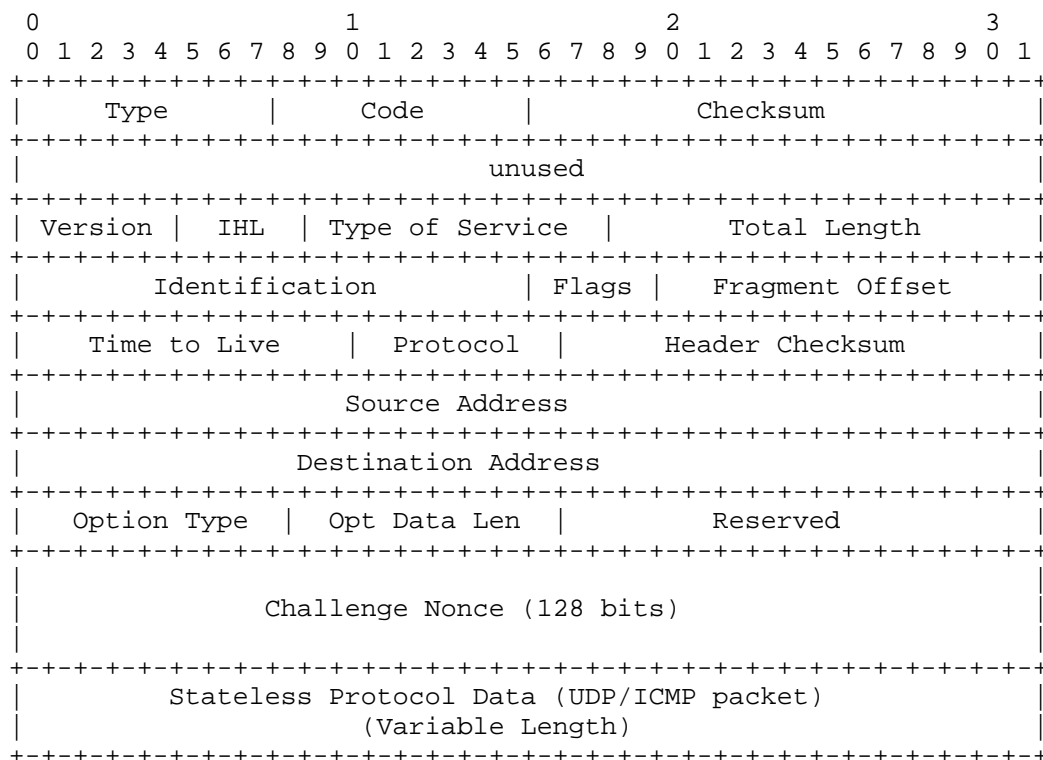 0                   1                   2                   3
0 1 2 3 4 5 6 7 8 9 0 1 2 3 4 5 6 7 8 9 0 1 2 3 4 5 6 7 8 9 0 1
+-+-+-+-+-+-+-+-+-+-+-+-+-+-+-+-+-+-+-+-+-+-+-+-+-+-+-+-+-+-+-+-+
|     Type      |     Code      |          Checksum             |
+-+-+-+-+-+-+-+-+-+-+-+-+-+-+-+-+-+-+-+-+-+-+-+-+-+-+-+-+-+-+-+-+
|                             unused                            |
+-+-+-+-+-+-+-+-+-+-+-+-+-+-+-+-+-+-+-+-+-+-+-+-+-+-+-+-+-+-+-+-+
| Version |  IHL  | Type of Service  |       Total Length       |
+-+-+-+-+-+-+-+-+-+-+-+-+-+-+-+-+-+-+-+-+-+-+-+-+-+-+-+-+-+-+-+-+
|        Identification         | Flags |   Fragment Offset     |
+-+-+-+-+-+-+-+-+-+-+-+-+-+-+-+-+-+-+-+-+-+-+-+-+-+-+-+-+-+-+-+-+
|    Time to Live    |  Protocol  |      Header Checksum        |
+-+-+-+-+-+-+-+-+-+-+-+-+-+-+-+-+-+-+-+-+-+-+-+-+-+-+-+-+-+-+-+-+
|                    Source Address                             |
+-+-+-+-+-+-+-+-+-+-+-+-+-+-+-+-+-+-+-+-+-+-+-+-+-+-+-+-+-+-+-+-+
|                 Destination Address                           |
+-+-+-+-+-+-+-+-+-+-+-+-+-+-+-+-+-+-+-+-+-+-+-+-+-+-+-+-+-+-+-+-+
|   Option Type  |  Opt Data Len  |         Reserved            |
+-+-+-+-+-+-+-+-+-+-+-+-+-+-+-+-+-+-+-+-+-+-+-+-+-+-+-+-+-+-+-+-+
|                                                               |
|               Challenge Nonce (128 bits)                      |
|                                                               |
+-+-+-+-+-+-+-+-+-+-+-+-+-+-+-+-+-+-+-+-+-+-+-+-+-+-+-+-+-+-+-+-+
|         Stateless Protocol Data (UDP/ICMP packet)             |
|                     (Variable Length)                         |
+-+-+-+-+-+-+-+-+-+-+-+-+-+-+-+-+-+-+-+-+-+-+-+-+-+-+-+-+-+-+-+-+